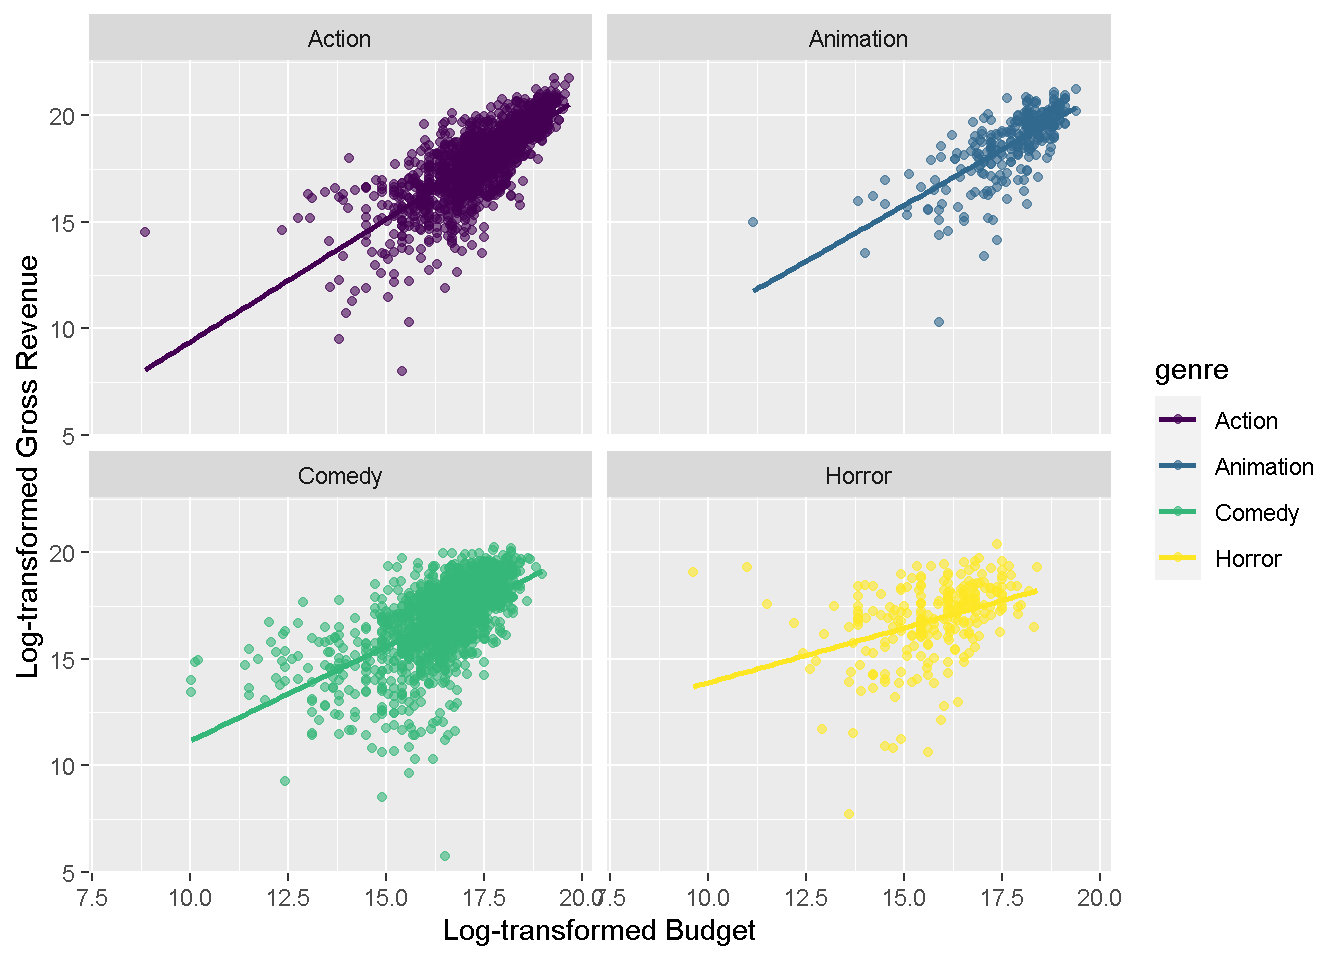 Action
Animation
20
15
10
5
Comedy
Horror
20
15
10
5
7.5 10.0 12.5 15.0 17.5 20.0
7.5 10.0 12.5 15.0 17.5 20.0
Log-transformed Budget
Log-transformed Gross Revenue
genre
Action
Animation
Comedy
Horror